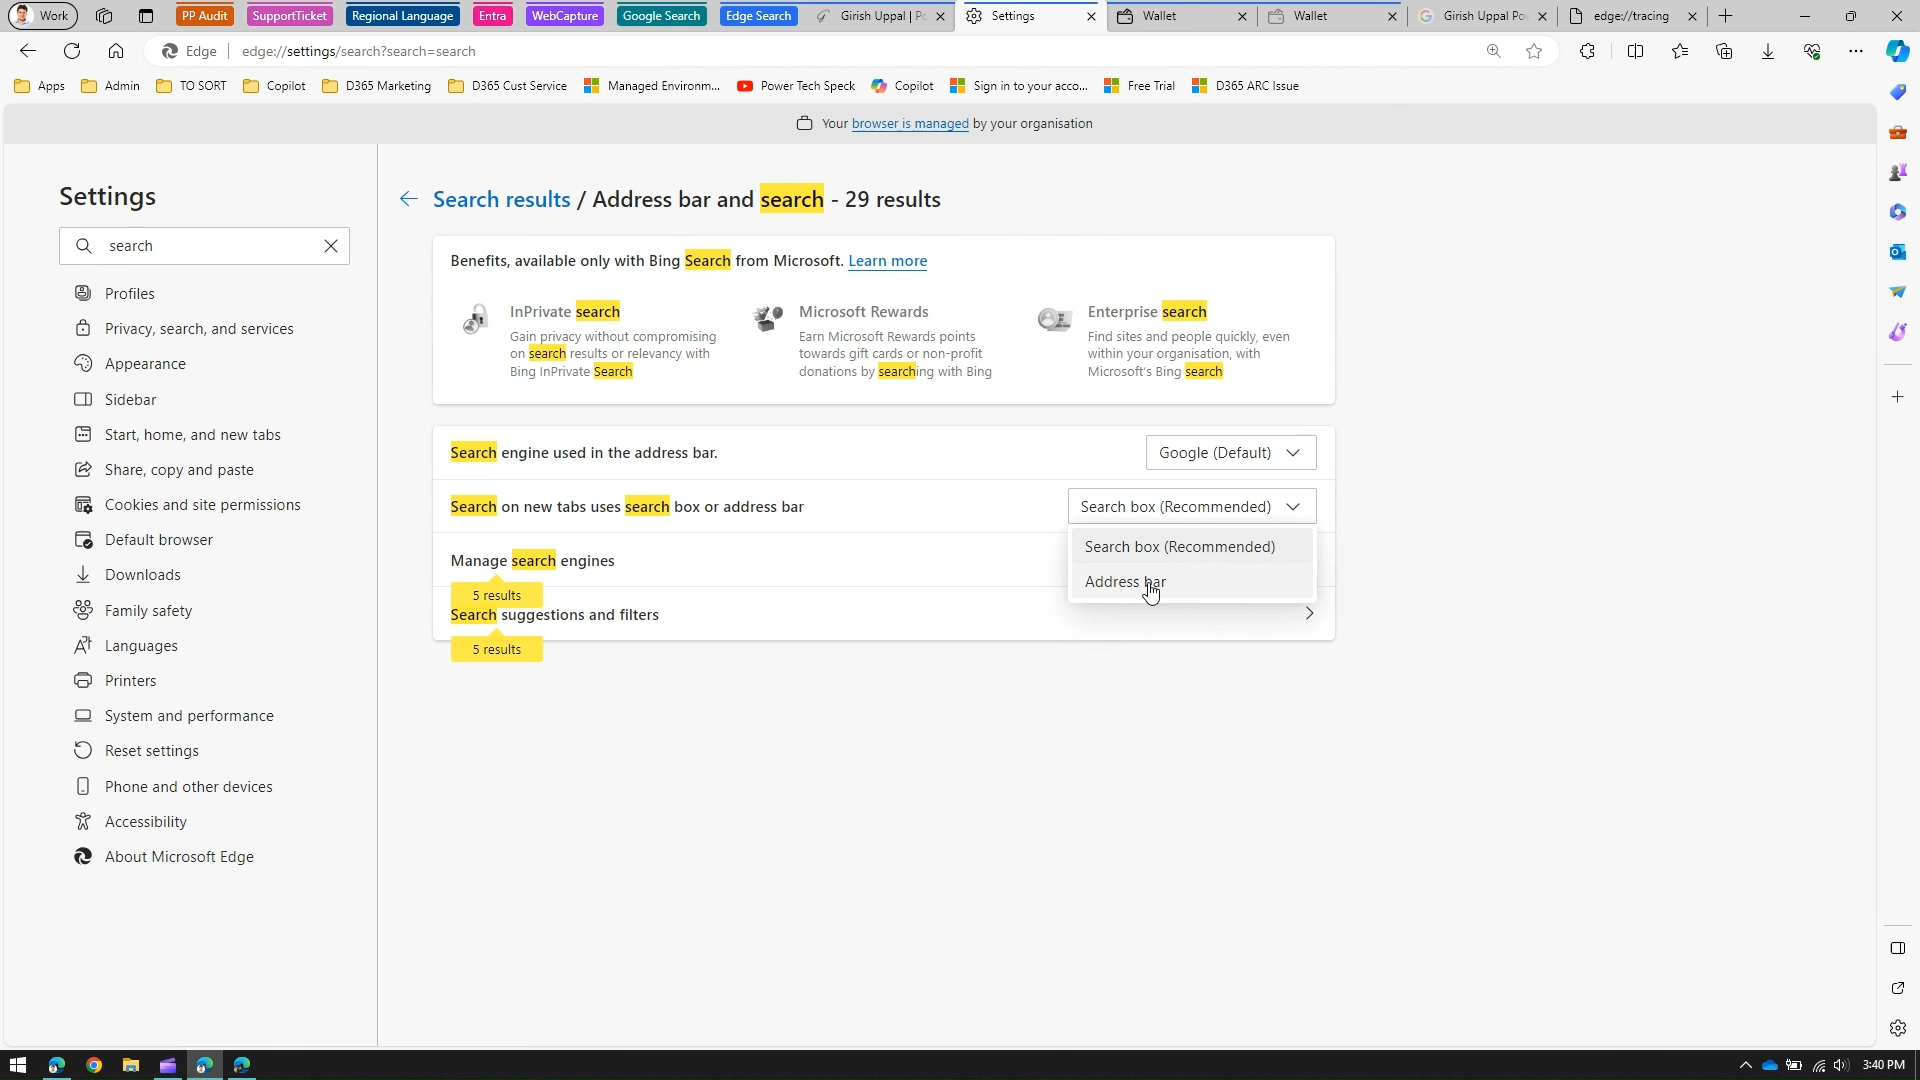 Work PP Audit SupportTicket Regional Language Entra WebCapture Google Search Edge Search Girish Uppal | Po Settings Wallet Wallet Girish Uppal Po edge://tracing
Edge edge://settings/search?search=search
Apps Admin TO SORT Copilot D365 Marketing D365 Cust Service Managed Environm... Power Tech Speck Copilot Sign in to your acco... Free Trial D365 ARC Issue
Your browser is managed by your organisation
Settings
search
Profiles
Privacy, search, and services
Appearance
Sidebar
Start, home, and new tabs
Share, copy and paste
Cookies and site permissions
Default browser
Downloads
Family safety
Languages
Printers
System and performance
Reset settings
Phone and other devices
Accessibility
About Microsoft Edge
Search results / Address bar and search - 29 results
Benefits, available only with Bing Search from Microsoft. Learn more
InPrivate search
Gain privacy without compromising
on search results or relevancy with
Bing InPrivate Search
Microsoft Rewards
Earn Microsoft Rewards points
towards gift cards or non-profit
donations by searching with Bing
Enterprise search
Find sites and people quickly, even
within your organisation, with
Microsoft's Bing search
Search engine used in the address bar. Google (Default)
Search on new tabs uses search box or address bar Search box (Recommended)
Search box (Recommended)
Address bar
Manage search engines
5 results
Search suggestions and filters
5 results
3:40 PM